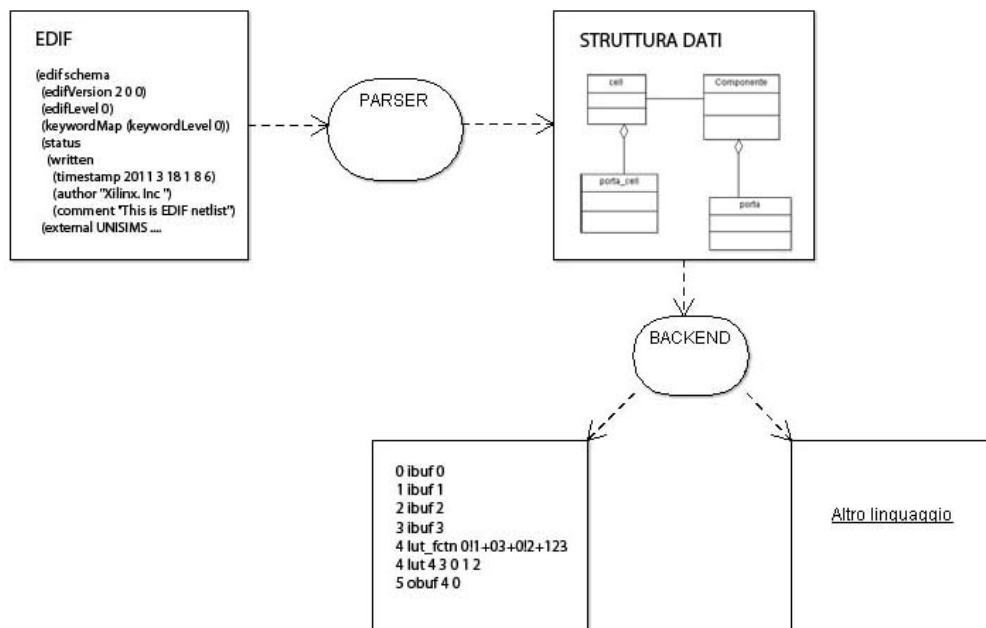 EDIF
(edif schema
(edifVersion 2 0 0)
(edifLevel 0)
(keywordMap (keywordLevel 0))
(status
(written
(timestamp 2011 3 18 1 8 6)
(author "Xilinx. Inc ")
(comment "This is EDIF netlist")
(external UNISIMS ....
PARSER
STRUTTURA DATI
cell
Componente
porta_cell
porta
BACKEND
0 ibuf 0
1 ibuf 1
2 ibuf 2
3 ibuf 3
4 lut_fctn 0!1+03+0!2+123
4 lut 4 3 0 1 2
5 obuf 4 0
Altro linguaggio